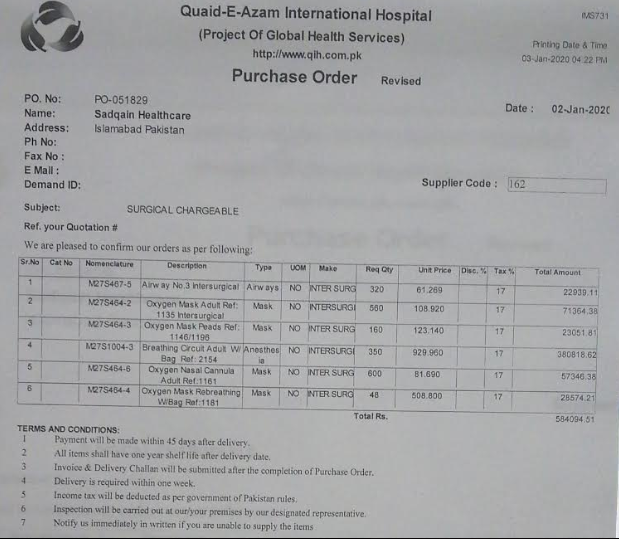 Quaid-E-Azam International Hospital
IMS731
(Project Of Global Health Services)
http://www.qih.com.pk
Printing Date & Time
03-Jan-2020 04:22 PM
Purchase Order Revised
PO. No: PO-051829
Date : 02-Jan-2020
Name: Sadqain Healthcare
Address: Islamabad Pakistan
Ph No:
Fax No :
E Mail :
Demand ID:
Supplier Code : 162
Subject: SURGICAL CHARGEABLE
Ref. your Quotation #
We are pleased to confirm our orders as per following:
Sr.No Cat No Nomenclature Description Type UOM Make Req Qty Unit Price Disc. % Tax % Total Amount
1 M27S467-5 Airway No.3 Intersurgical Airways NO INTER SURG 320 61.269 17 22939.11
2 M27S464-2 Oxygen Mask Adult Ref: Mask NO INTER SURG 560 108.920 17 71364.38
1135 Intersurgical
3 M27S464-3 Oxygen Mask Peads Ref: Mask NO INTER SURG 160 123.140 17 23051.81
1146/1196
4 M27S1004-3 Breathing Circuit Adult W/ Anesthes NO INTERSURGI 350 929.960 17 380818.62
Bag Ref: 2154 ia
5 M27S464-6 Oxygen Nasal Cannula Mask NO INTER SURG 600 81.690 17 57346.38
Adult Ref:1161
6 M27S464-4 Oxygen Mask Rebreathing Mask NO INTER SURG 48 508.800 17 28574.21
W/Bag Ref:1181
Total Rs. 584094.51
TERMS AND CONDITIONS:
1 Payment will be made within 45 days after delivery.
2 All items shall have one year shelf life after delivery date.
3 Invoice & Delivery Challan will be submitted after the completion of Purchase Order.
4 Delivery is required within one week.
5 Income tax will be deducted as per government of Pakistan rules.
6 Inspection will be carried out at our/your premises by our designated representative.
7 Notify us immediately in written if you are unable to supply the items